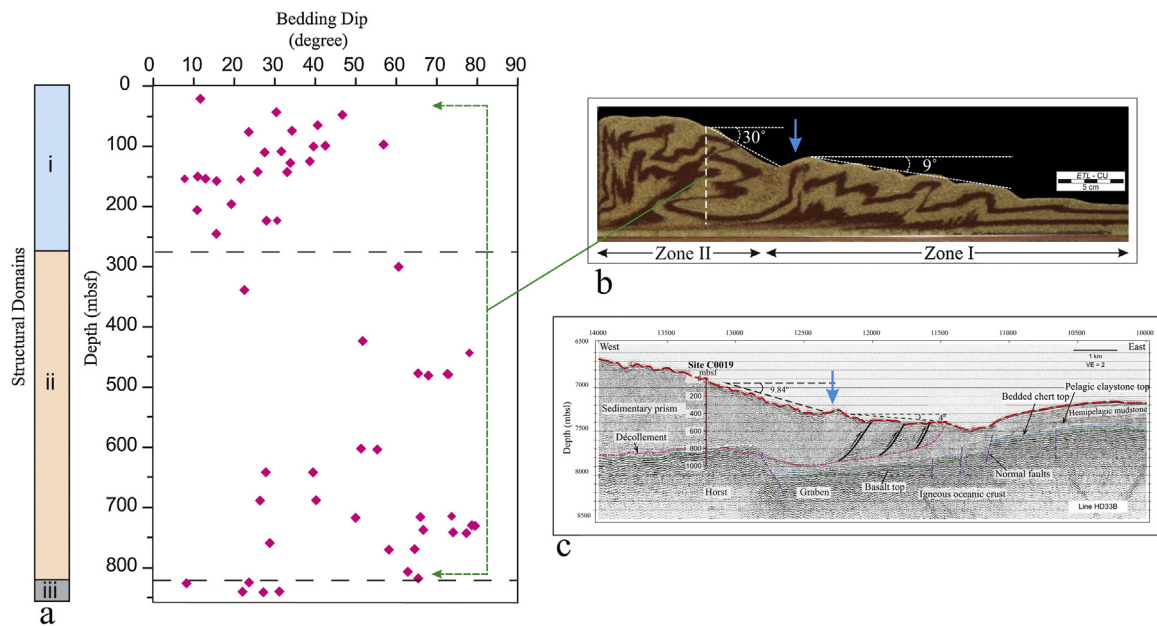 Bedding Dip
(degree)
0 10 20 30 40 50 60 70 80 90
0
100
200
300
400
500
600
700
800
Depth (mbsf)
Structural Domains
i
ii
iii
a
30°
9°
ETL - CU
5 cm
Zone II
Zone I
b
14000 13000 12000 11500 11000 10500 10000
West
East
1 km
VE = 2
6500
7000
7500
8000
8500
Depth (mbsl)
Site C0019
mbsf
0
200
400
600
800
1000
9.84°
4°
Sedimentary prism
Décollement
Horst
Graben
Basalt top
Igneous oceanic crust
Normal faults
Bedded chert top
Pelagic claystone top
Hemipelagic mudstone
Line HD33B
c